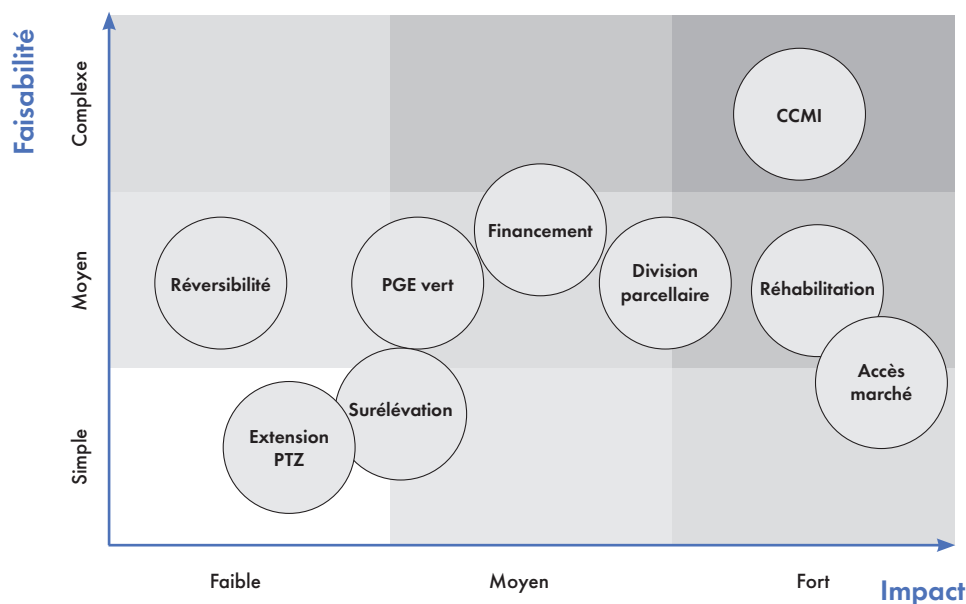 Faisabilité
Complexe
Moyen
Simple
CCMI
Financement
Réversibilité
PGE vert
Division
parcellaire
Réhabilitation
Accès
marché
Surélévation
Extension
PTZ
Faible
Moyen
Fort
Impact